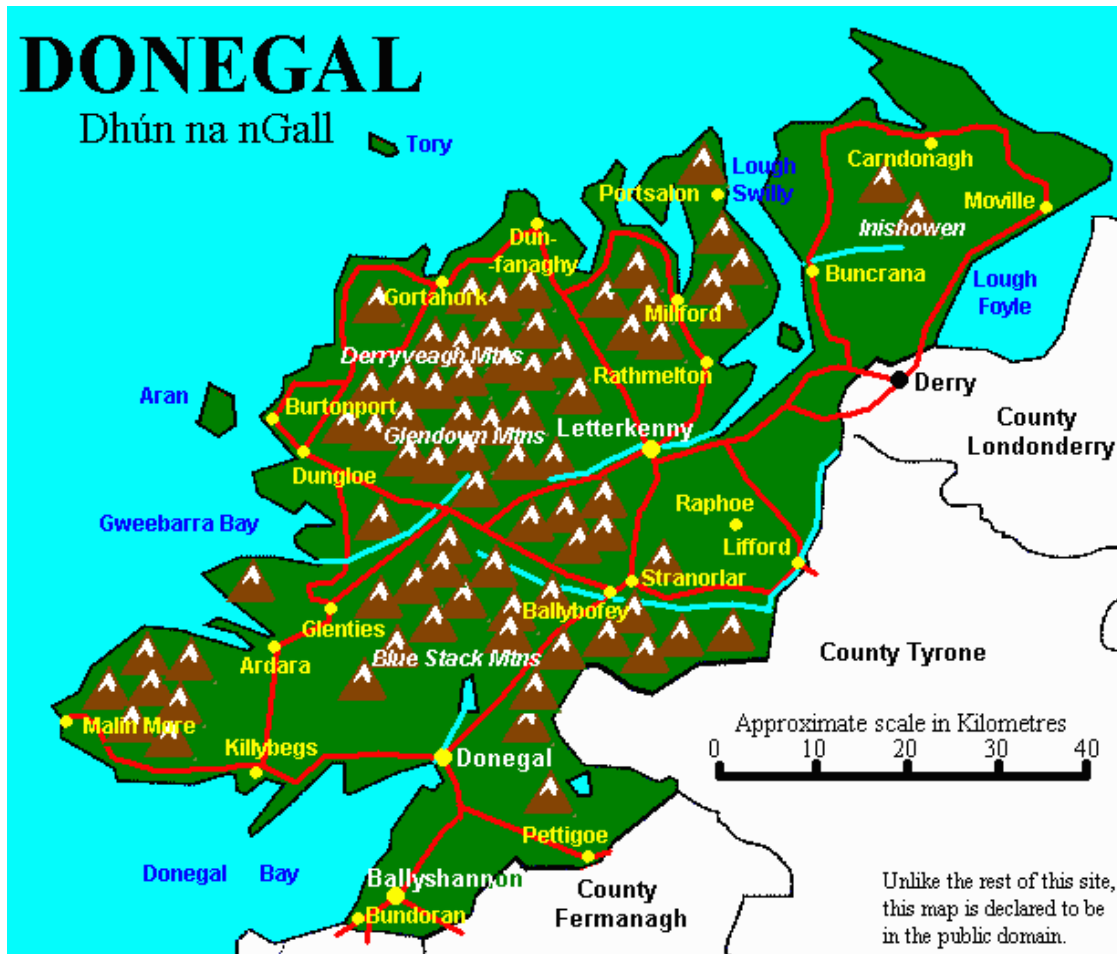 DONEGAL
Dhún na nGall
Tory
Lough
Swilly
Portsalon
Carndonagh
Moville
Inishowen
Dun-
-fanaghy
Buncrana
Gortahork
Millford
Lough
Foyle
Derryveagh Mtns
Rathmelton
Derry
Aran
Burtonport
Glendown Mtns
Letterkenny
County
Londonderry
Dungloe
Raphoe
Gweebarra Bay
Lifford
Stranorlar
Ballybofey
Glenties
Ardara
Blue Stack Mtns
County Tyrone
Malin More
Killybegs
Donegal
Approximate scale in Kilometres
0 10 20 30 40
Pettigoe
Donegal Bay
Ballyshannon
Bundoran
County
Fermanagh
Unlike the rest of this site,
this map is declared to be
in the public domain.